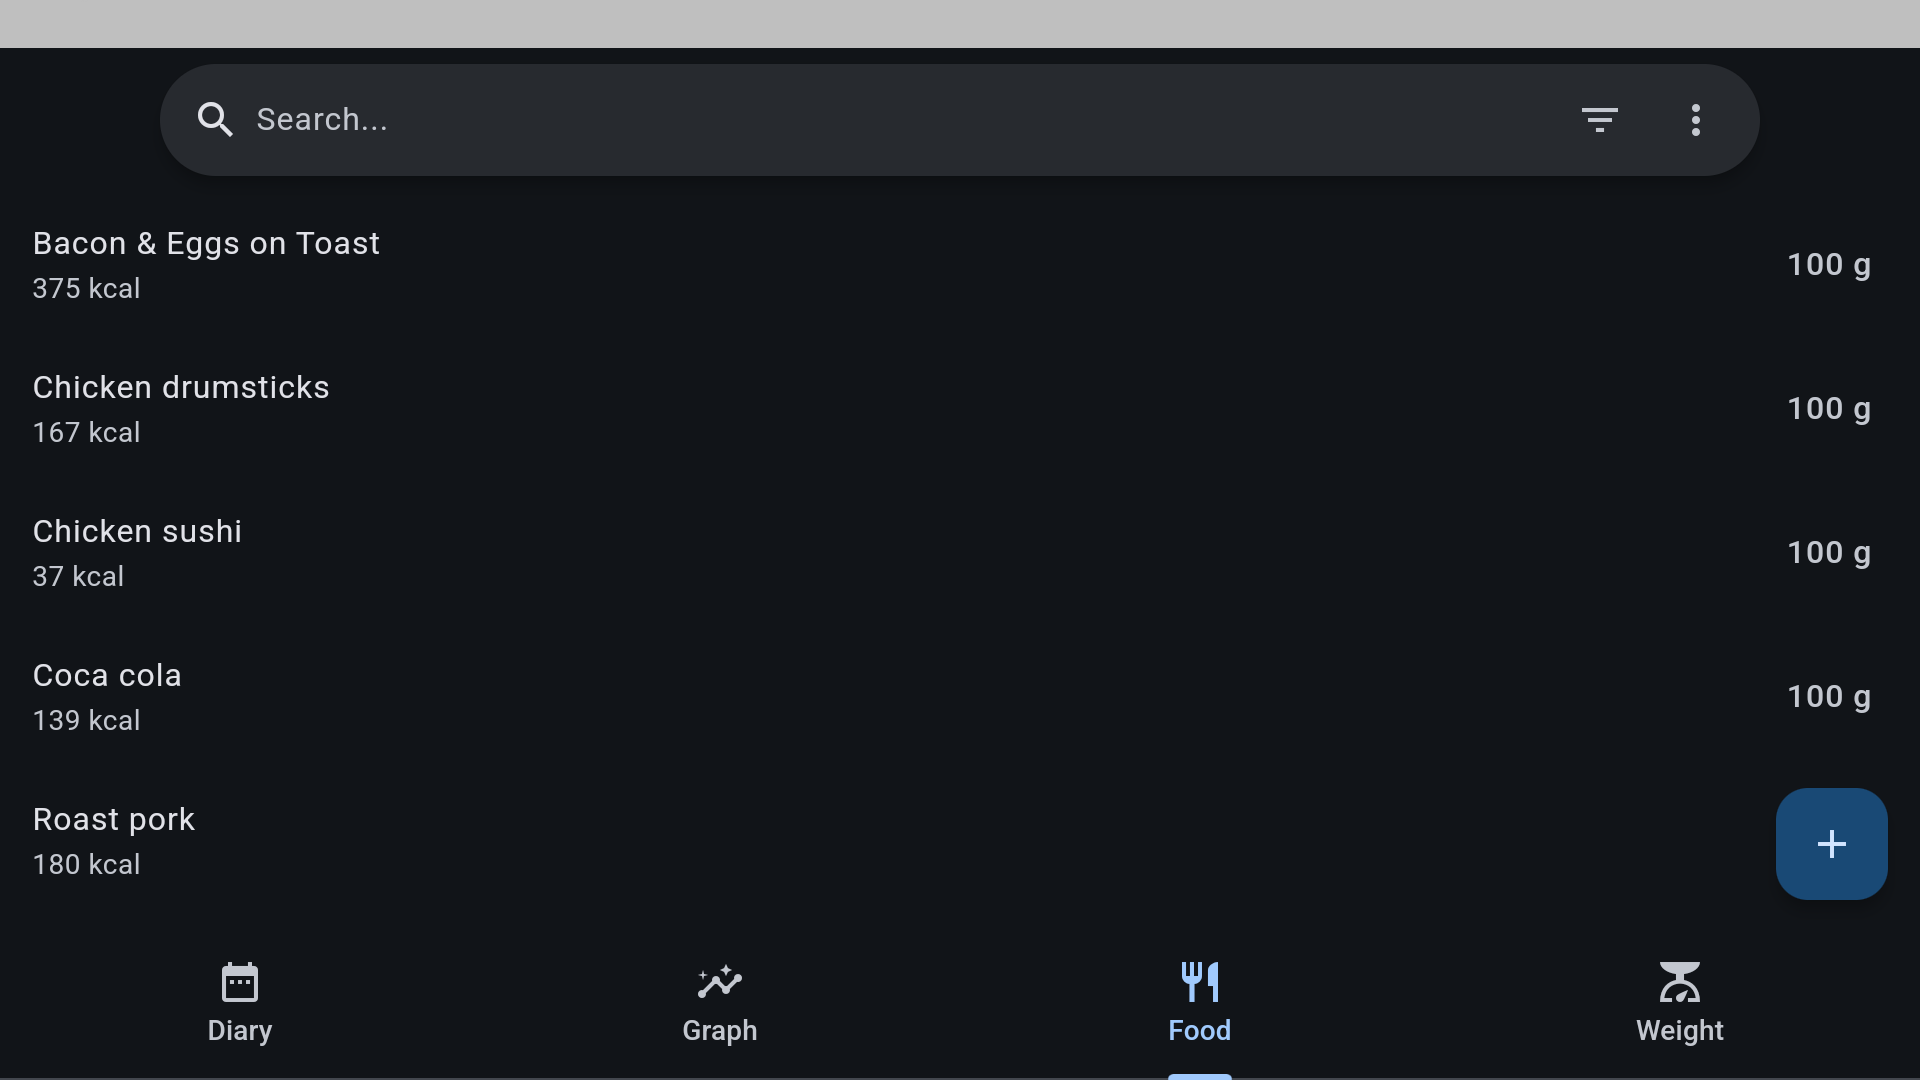 Search...
Bacon & Eggs on Toast
375 kcal
100 g
Chicken drumsticks
167 kcal
100 g
Chicken sushi
37 kcal
100 g
Coca cola
139 kcal
100 g
Roast pork
180 kcal
Diary
Graph
Food
Weight